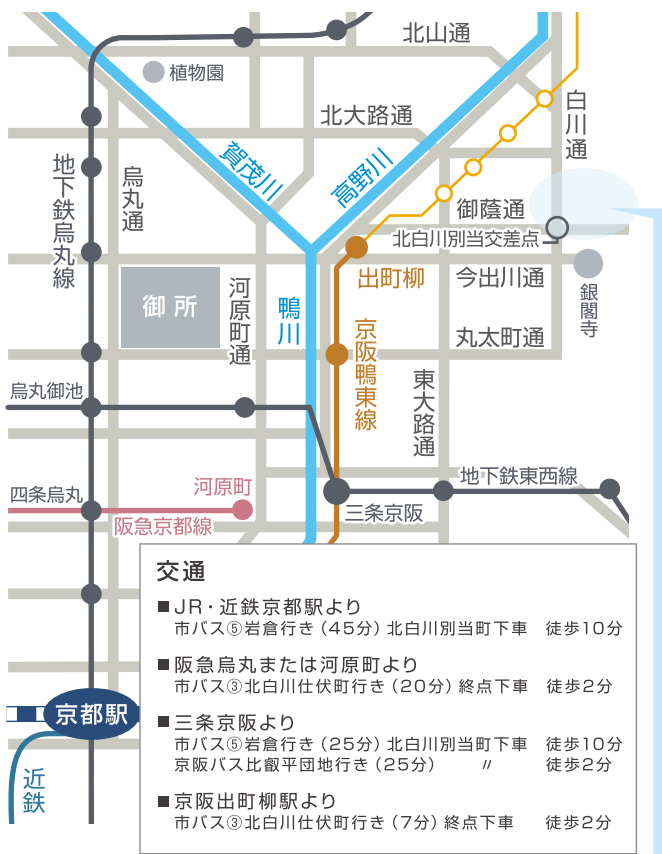 北山通
植物園
北大路通
白川通
地下鉄烏丸線
烏丸通
賀茂川
高野川
御蔭通
北白川別当交差点
出町柳
今出川通
銀閣寺
御所
河原町通
鴨川
京阪鴨東線
丸太町通
東大路通
烏丸御池
四条烏丸
河原町
阪急京都線
地下鉄東西線
三条京阪
京都駅
近鉄
交通
■JR・近鉄京都駅より
市バス⑤岩倉行き(45分)北白川別当町下車 徒歩10分
■阪急烏丸または河原町より
市バス③北白川仕伏町行き(20分)終点下車 徒歩2分
■三条京阪より
市バス⑤岩倉行き(25分)北白川別当町下車 徒歩10分
京阪バス比叡平団地行き(25分) 〃 徒歩2分
■京阪出町柳駅より
市バス③北白川仕伏町行き(7分)終点下車 徒歩2分